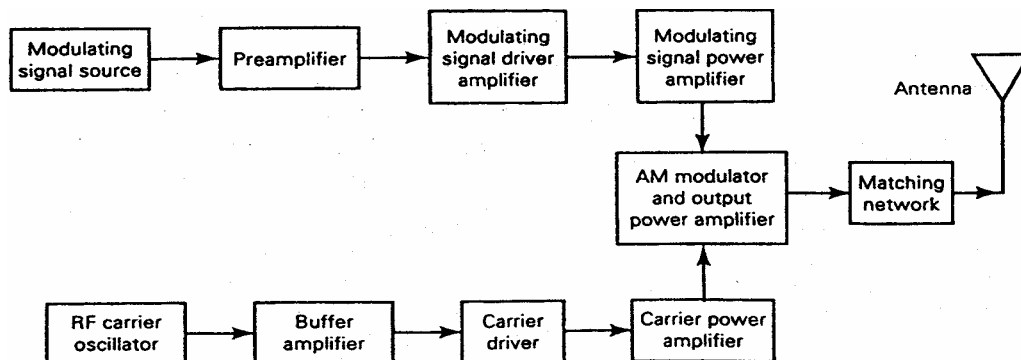 Modulating
signal source
Preamplifier
Modulating
signal driver
amplifier
Modulating
signal power
amplifier
Antenna
AM modulator
and output
power amplifier
Matching
network
RF carrier
oscillator
Buffer
amplifier
Carrier
driver
Carrier power
amplifier